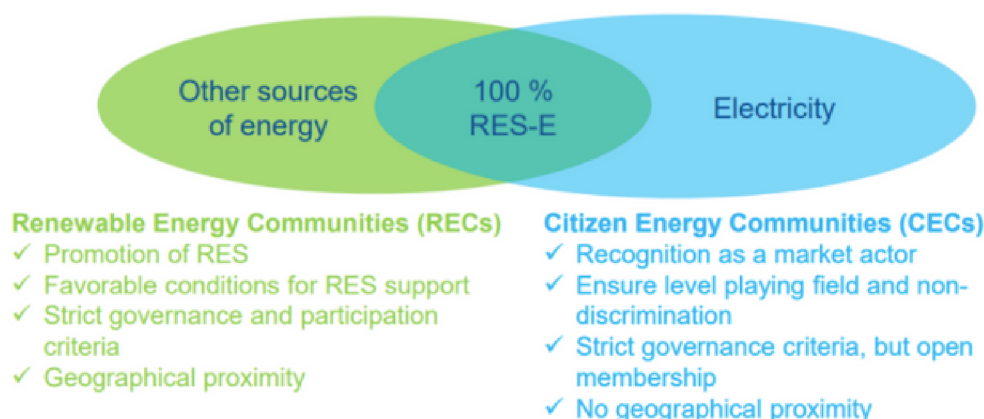 Other sources
of energy
100 %
RES-E
Electricity
Renewable Energy Communities (RECs)
✓ Promotion of RES
✓ Favorable conditions for RES support
✓ Strict governance and participation
criteria
✓ Geographical proximity
Citizen Energy Communities (CECs)
✓ Recognition as a market actor
✓ Ensure level playing field and non-
discrimination
✓ Strict governance criteria, but open
membership
✓ No geographical proximity